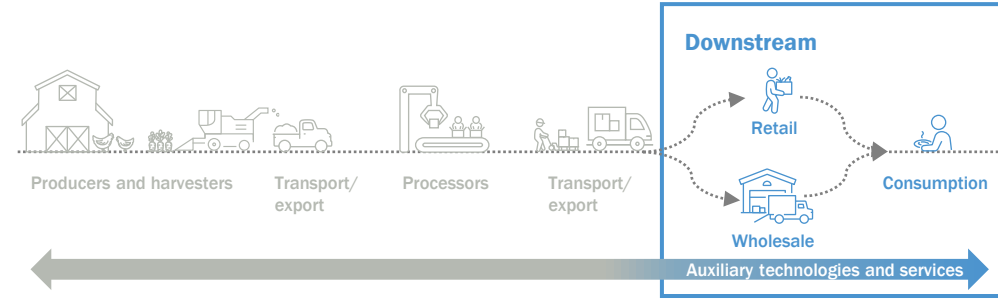 Downstream
Retail
Producers and harvesters
Transport/
export
Processors
Transport/
export
Consumption
Wholesale
Auxiliary technologies and services